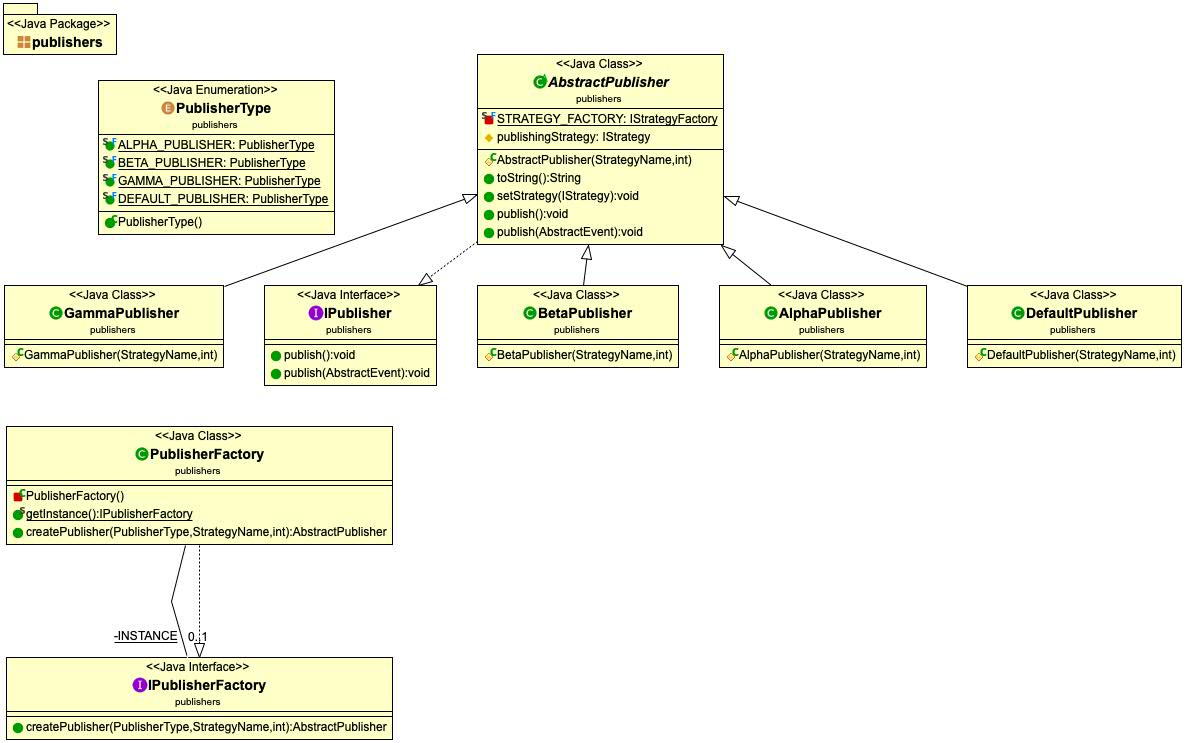 <<Java Package>>
publishers
<<Java Enumeration>>
PublisherType
publishers
ALPHA_PUBLISHER: PublisherType
BETA_PUBLISHER: PublisherType
GAMMA_PUBLISHER: PublisherType
DEFAULT_PUBLISHER: PublisherType
PublisherType()
<<Java Class>>
AbstractPublisher
publishers
STRATEGY_FACTORY: IStrategyFactory
publishingStrategy: IStrategy
AbstractPublisher(StrategyName,int)
toString():String
setStrategy(IStrategy):void
publish():void
publish(AbstractEvent):void
<<Java Class>>
GammaPublisher
publishers
GammaPublisher(StrategyName,int)
<<Java Interface>>
IPublisher
publishers
publish():void
publish(AbstractEvent):void
<<Java Class>>
BetaPublisher
publishers
BetaPublisher(StrategyName,int)
<<Java Class>>
AlphaPublisher
publishers
AlphaPublisher(StrategyName,int)
<<Java Class>>
DefaultPublisher
publishers
DefaultPublisher(StrategyName,int)
<<Java Class>>
PublisherFactory
publishers
PublisherFactory()
getInstance():IPublisherFactory
createPublisher(PublisherType,StrategyName,int):AbstractPublisher
-INSTANCE 0..1
<<Java Interface>>
IPublisherFactory
publishers
createPublisher(PublisherType,StrategyName,int):AbstractPublisher